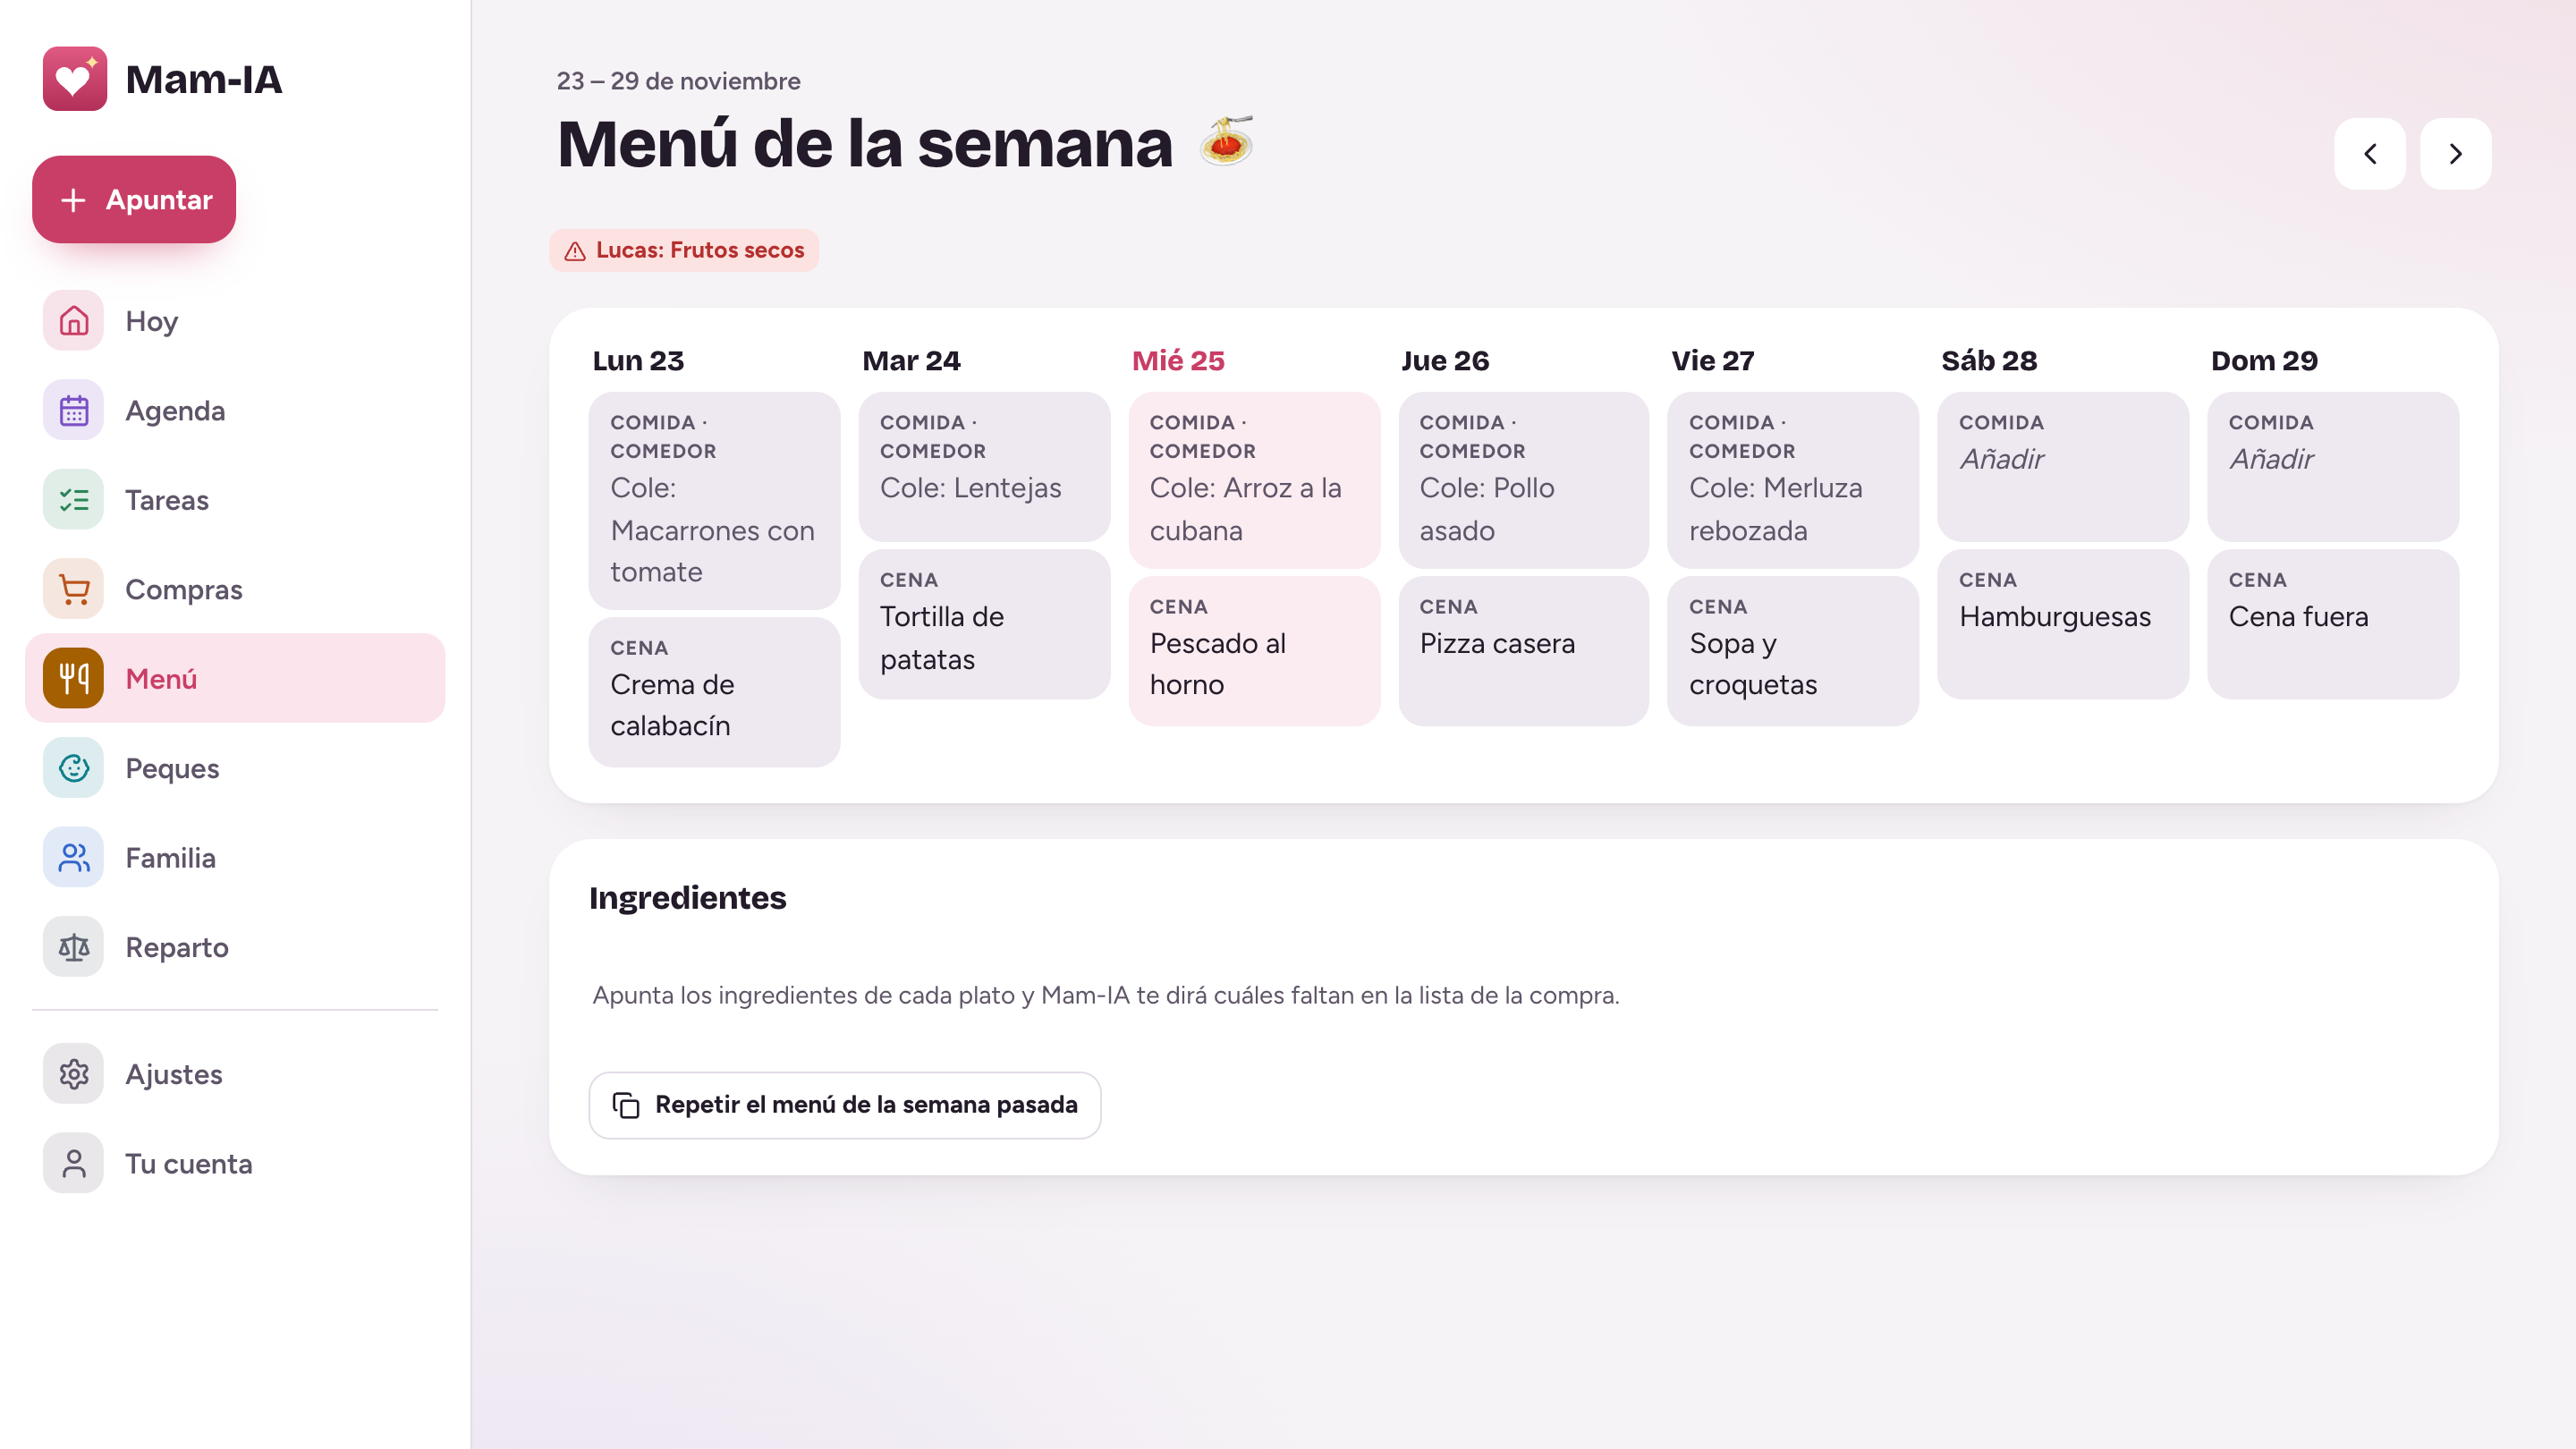 Mam-IA
Apuntar
Hoy
Agenda
Tareas
Compras
Menú
Peques
Familia
Reparto
Ajustes
Tu cuenta
23 – 29 de noviembre
Menú de la semana
Lucas: Frutos secos
Lun 23
COMIDA ·
COMEDOR
Cole:
Macarrones con
tomate
CENA
Crema de
calabacín
Mar 24
COMIDA ·
COMEDOR
Cole: Lentejas
CENA
Tortilla de
patatas
Mié 25
COMIDA ·
COMEDOR
Cole: Arroz a la
cubana
CENA
Pescado al
horno
Jue 26
COMIDA ·
COMEDOR
Cole: Pollo
asado
CENA
Pizza casera
Vie 27
COMIDA ·
COMEDOR
Cole: Merluza
rebozada
CENA
Sopa y
croquetas
Sáb 28
COMIDA
Añadir
CENA
Hamburguesas
Dom 29
COMIDA
Añadir
CENA
Cena fuera
Ingredientes
Apunta los ingredientes de cada plato y Mam-IA te dirá cuáles faltan en la lista de la compra.
Repetir el menú de la semana pasada